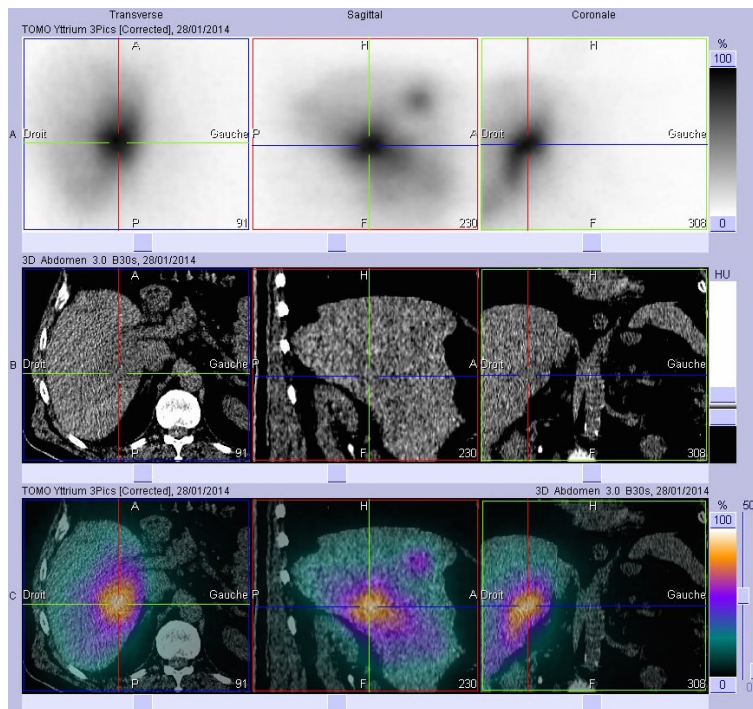 Transverse Sagittal Coronale
TOMO Yttrium 3Pics [Corrected], 28/01/2014 %
A H H 100
A Droit Gauche P A Droit Gauche
P 91 F 230 F 308 0
3D Abdomen 3.0 B30s, 28/01/2014 HU
A H H
B Droit Gauche P A Droit Gauche
P 91 F 230 F 308
TOMO Yttrium 3Pics [Corrected], 28/01/2014 3D Abdomen 3.0 B30s, 28/01/2014 % 50
A H H 100
C Droit Gauche P A Droit Gauche
P 91 F 230 F 308 0 0